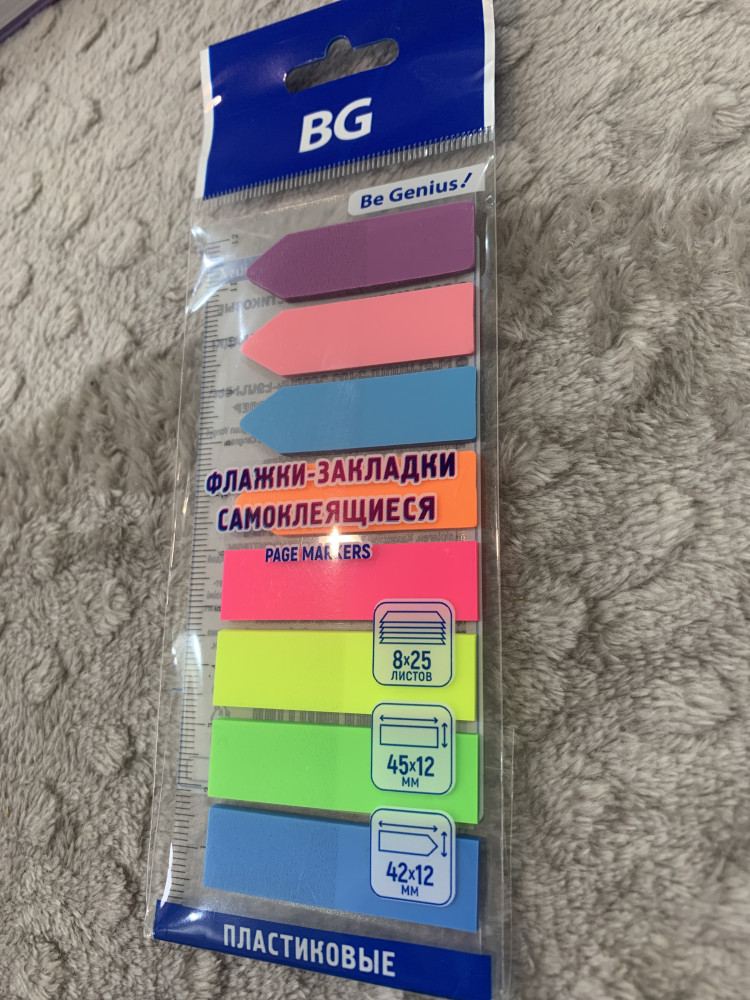 BG
Be Genius!
ФЛАЖКИ-ЗАКЛАДКИ
САМОКЛЕЯЩИЕСЯ
PAGE MARKERS
8×25
ЛИСТОВ
45×12
ММ
42×12
ММ
ПЛАСТИКОВЫЕ